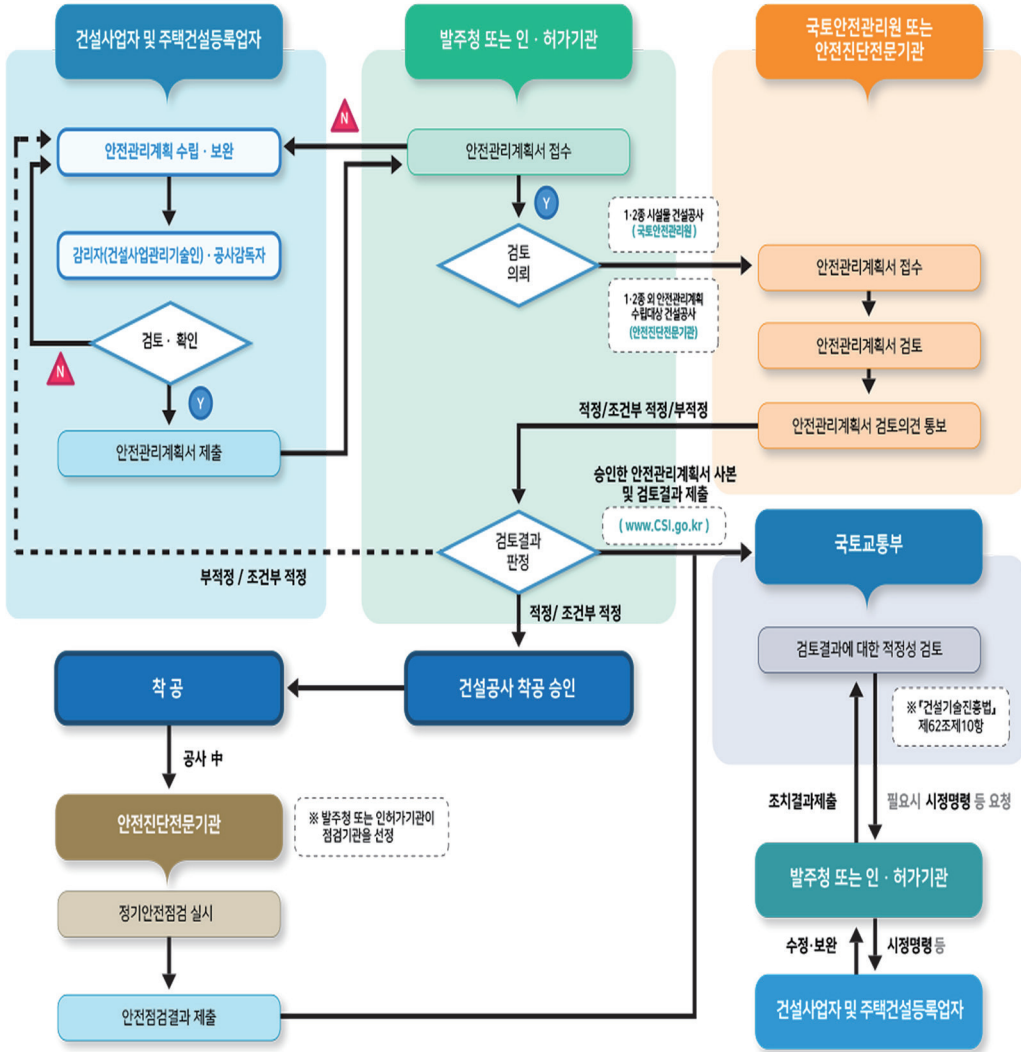 건설사업자 및 주택건설등록업자
발주청 또는 인 · 허가기관
국토안전관리원 또는
안전진단전문기관
N
안전관리계획 수립 · 보완
안전관리계획서 접수
Y
1·2종 시설물 건설공사
( 국토안전관리원 )
감리자(건설사업관리기술인) · 공사감독자
검토
의뢰
안전관리계획서 접수
1·2종 외 안전관리계획
수립대상 건설공사
(안전진단전문기관)
검토 · 확인
안전관리계획서 검토
N
Y
적정/조건부 적정/부적정
안전관리계획서 검토의견 통보
안전관리계획서 제출
승인한 안전관리계획서 사본
및 검토결과 제출
( www.CSI.go.kr )
검토결과
판정
국토교통부
부적정 / 조건부 적정
적정/ 조건부 적정
검토결과에 대한 적정성 검토
착 공
건설공사 착공 승인
※ 『건설기술진흥법』
제62조제10항
공사 中
조치결과제출
필요시 시정명령 등 요청
안전진단전문기관
※ 발주청 또는 인허가기관이
점검기관을 선정
발주청 또는 인 · 허가기관
정기안전점검 실시
수정·보완
시정명령 등
안전점검결과 제출
건설사업자 및 주택건설등록업자